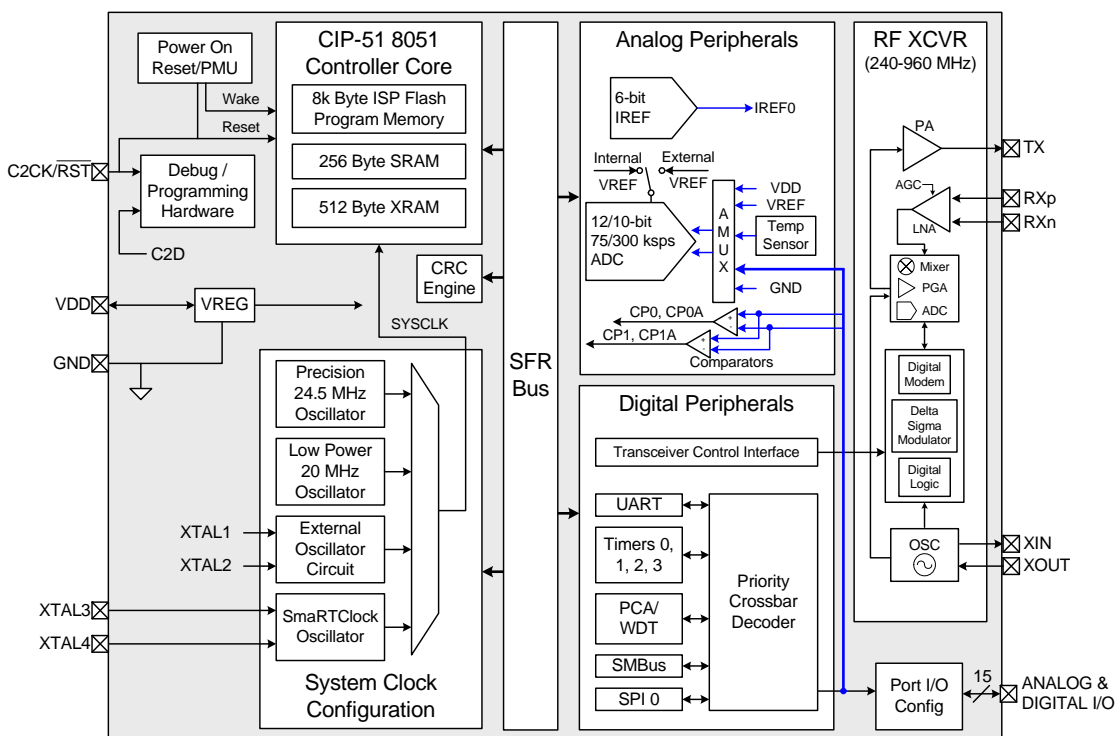 Power On
Reset/PMU
Wake
Reset
C2CK/RST
Debug /
Programming
Hardware
C2D
VDD
VREG
GND
CIP-51 8051
Controller Core
8k Byte ISP Flash
Program Memory
256 Byte SRAM
512 Byte XRAM
CRC
Engine
SYSCLK
Precision
24.5 MHz
Oscillator
Low Power
20 MHz
Oscillator
XTAL1
XTAL2
External
Oscillator
Circuit
XTAL3
XTAL4
SmaRTClock
Oscillator
System Clock
Configuration
SFR
Bus
Analog Peripherals
6-bit
IREF
IREF0
Internal
VREF
External
VREF
12/10-bit
75/300 ksps
ADC
A
M
U
X
VDD
VREF
Temp
Sensor
GND
CP0, CP0A
+
-
CP1, CP1A
+
-
Comparators
Digital Peripherals
Transceiver Control Interface
UART
Timers 0,
1, 2, 3
PCA/
WDT
SMBus
SPI 0
Priority
Crossbar
Decoder
RF XCVR
(240-960 MHz)
PA
TX
AGC
LNA
RXp
RXn
Mixer
PGA
ADC
Digital
Modem
Delta
Sigma
Modulator
Digital
Logic
OSC
XIN
XOUT
Port I/O
Config
15
ANALOG &
DIGITAL I/O